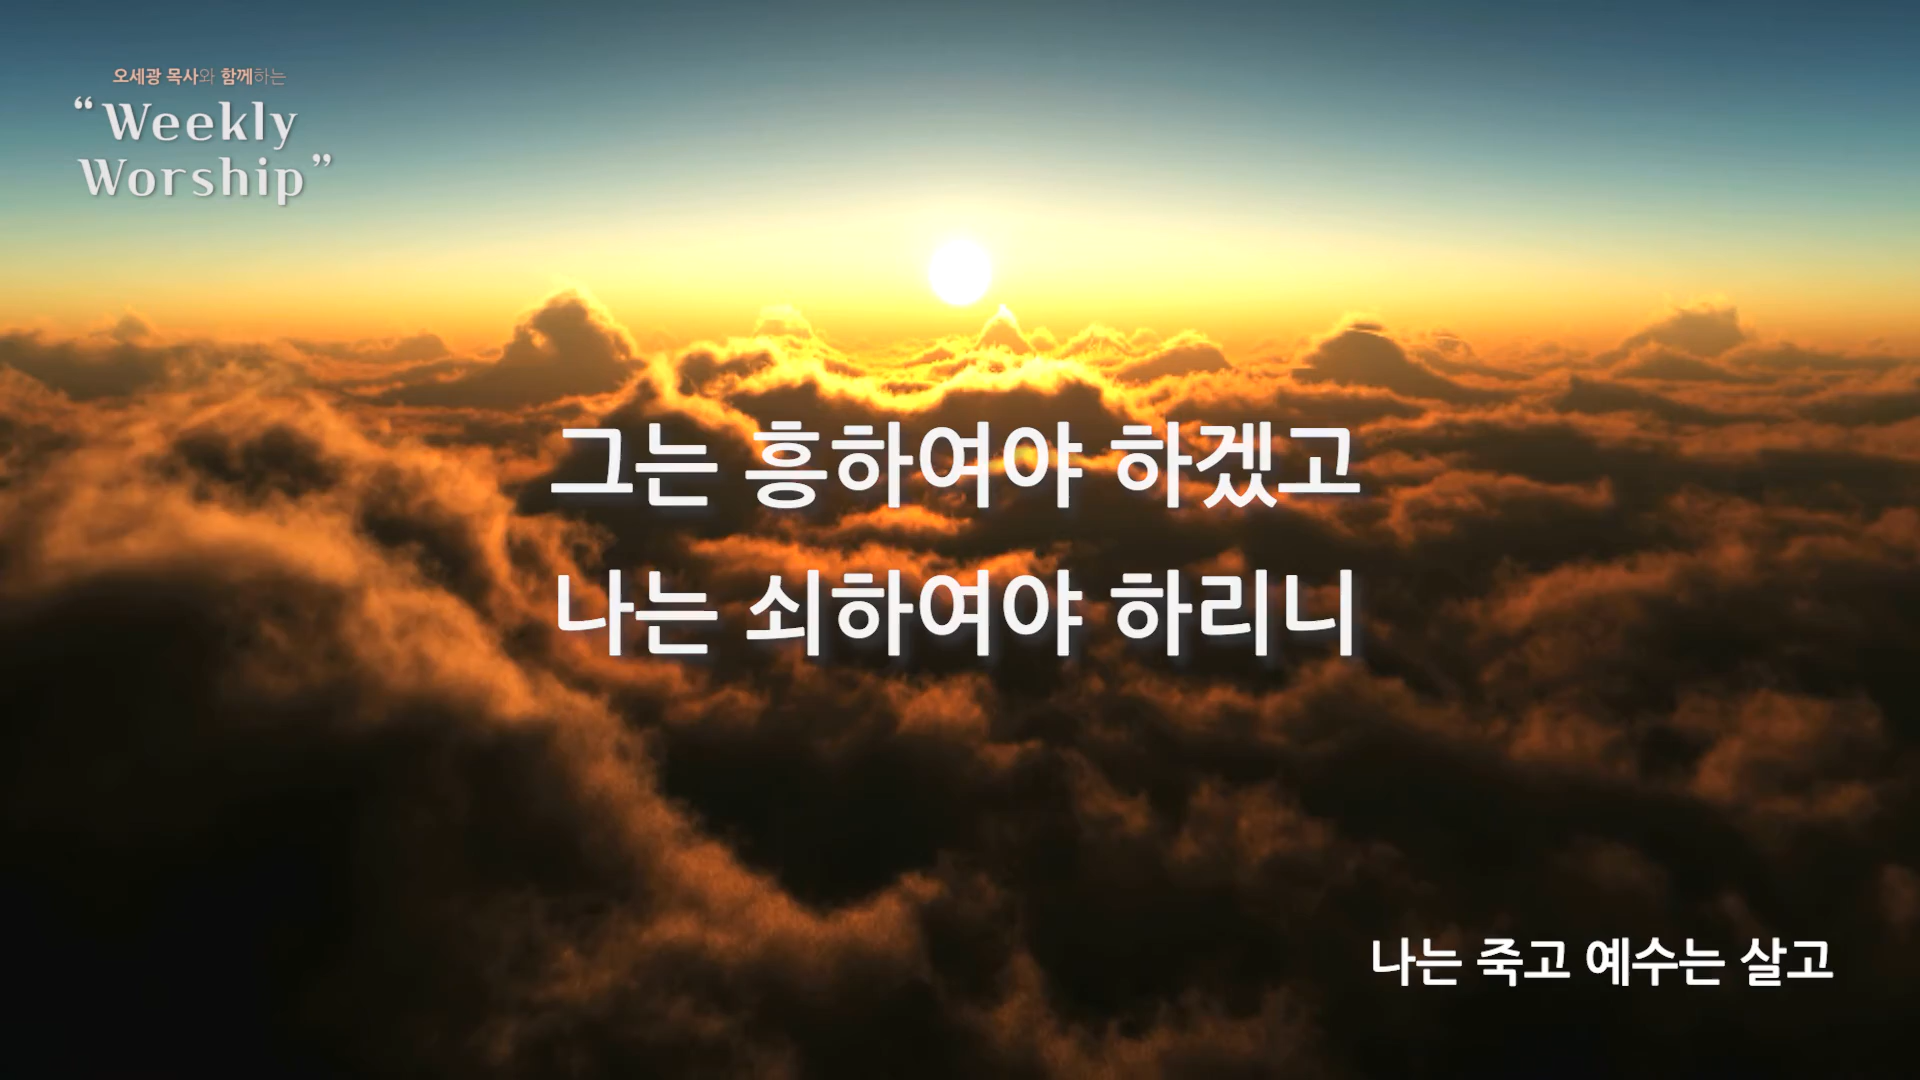 오세광 목사와 함께하는
“Weekly
Worship”
그는 흥하여야 하겠고
나는 쇠하여야 하리니
나는 죽고 예수는 살고